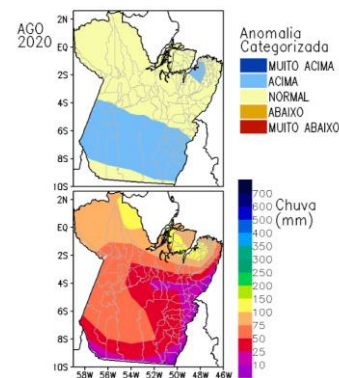 AGO
2020
2N
EQ
2S
4S
6S
8S
10S
Anomalia
Categorizada
MUITO ACIMA
ACIMA
NORMAL
ABAIXO
MUITO ABAIXO
2N
EQ
2S
4S
6S
8S
10S
58W 56W 54W 52W 50W 48W 46W
Chuva
(mm)
700
600
500
400
350
300
250
200
150
100
75
50
25
10